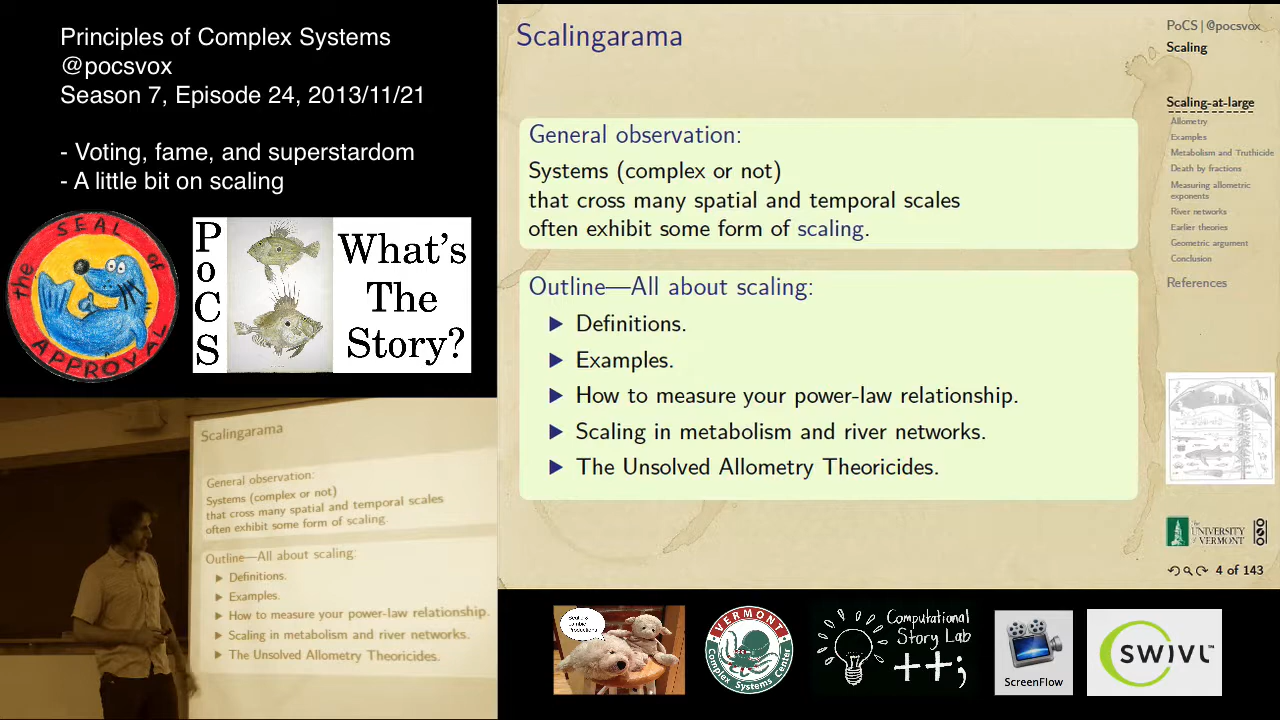 Principles of Complex Systems
@pocsvox
Season 7, Episode 24, 2013/11/21
- Voting, fame, and superstardom
- A little bit on scaling
the SEAL of APPROVAL
PoCS
What's
The
Story?
Scalingarama
General observation:
Systems (complex or not)
that cross many spatial and temporal scales
often exhibit some form of scaling.
Outline—All about scaling:
Definitions.
Examples.
How to measure your power-law relationship.
Scaling in metabolism and river networks.
The Unsolved Allometry Theoricides.
PoCS | @pocsvox
Scaling
Scaling-at-large
Allometry
Examples
Metabolism and Truthicide
Death by fractions
Measuring allometric
exponents
River networks
Earlier theories
Geometric argument
Conclusion
References
The
UNIVERSITY
of VERMONT
4 of 143
Scalingarama
General observation:
Systems (complex or not)
that cross many spatial and temporal scales
often exhibit some form of scaling.
Outline—All about scaling:
Definitions.
Examples.
How to measure your power-law relationship.
Scaling in metabolism and river networks.
The Unsolved Allometry Theoricides.
Productions
VERMONT
Complex Systems Center
Computational
Story Lab
++;
ScreenFlow
SWIVL™